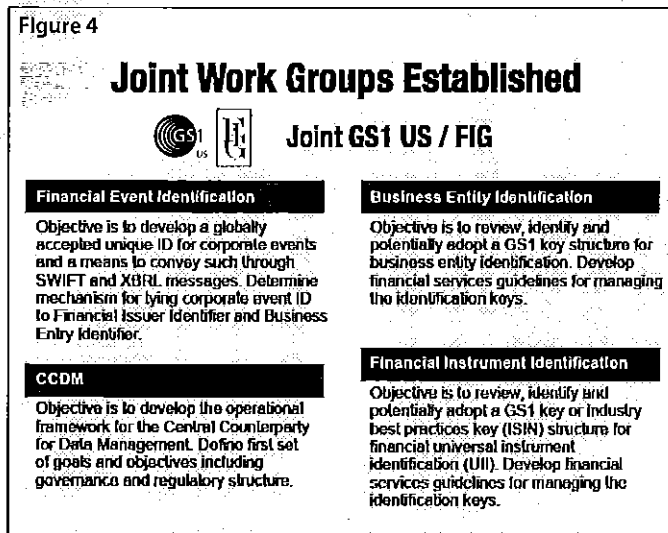 Figure 4
Joint Work Groups Established
GS1
US
Joint GS1 US / FIG
Financial Event Identification
Objective is to develop a globally
accepted unique ID for corporate events
and a means to convey such through
SWIFT and XBRL messages. Determine
mechanism for tying corporate event ID
to Financial Issuer Identifier and Business
Entry Identifier.
CCDM
Objective is to develop the operational
framework for the Central Counterparty
for Data Management. Define first set
of goals and objectives including
governance and regulatory structure.
Business Entity Identification
Objective is to review, identify and
potentially adopt a GS1 key structure for
business entity identification. Develop
financial services guidelines for managing
the identification keys.
Financial Instrument Identification
Objective is to review, identify and
potentially adopt a GS1 key or industry
best practices key (ISIN) structure for
financial universal instrument
identification (UII). Develop financial
services guidelines for managing the
identification keys.